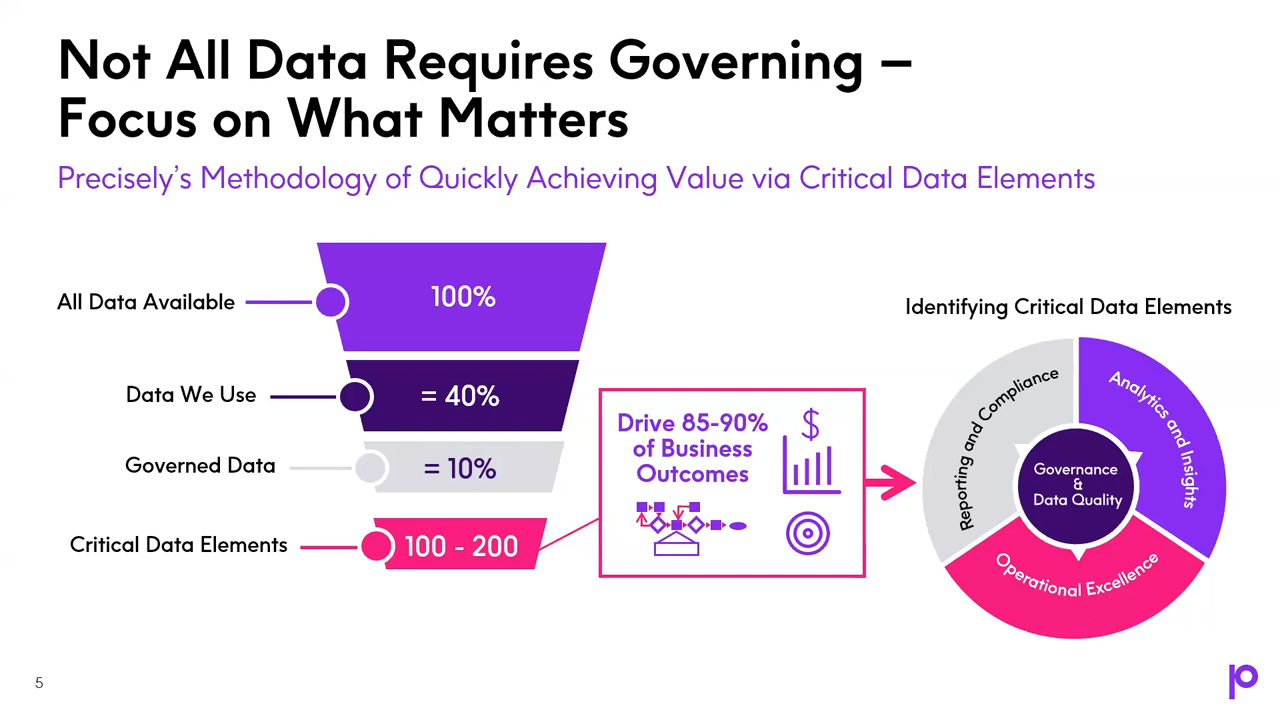 Not All Data Requires Governing –
Focus on What Matters
Precisely's Methodology of Quickly Achieving Value via Critical Data Elements
All Data Available
100%
Data We Use
= 40%
Governed Data
= 10%
Critical Data Elements
100 - 200
Drive 85-90%
of Business
Outcomes
$
Identifying Critical Data Elements
Reporting and Compliance
Analytics and Insights
Operational Excellence
Governance
&
Data Quality
5